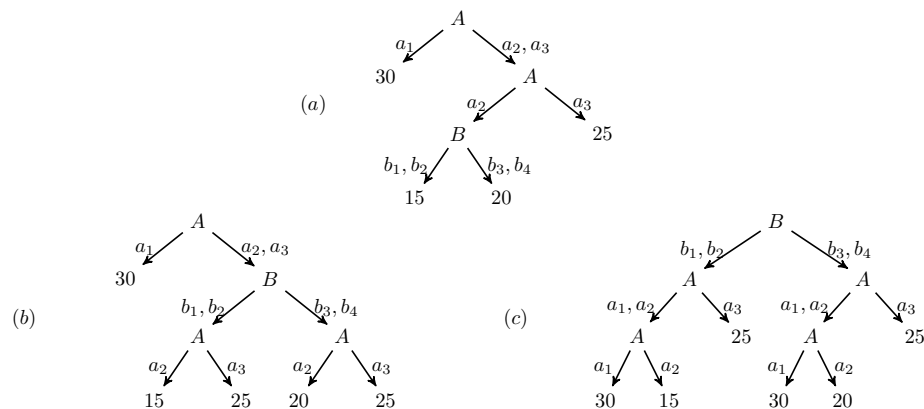 A
a₁ a₂, a₃
30 A
(a)
a₂ a₃
B 25
b₁, b₂ b₃, b₄
15 20
A B
a₁ a₂, a₃ b₁, b₂ b₃, b₄
30 B A A
(b) (c)
b₁, b₂ b₃, b₄ a₁, a₂ a₃ a₁, a₂ a₃
A A A 25 A 25
a₂ a₃ a₂ a₃ a₁ a₂ a₁ a₂
15 25 20 25 30 15 30 20